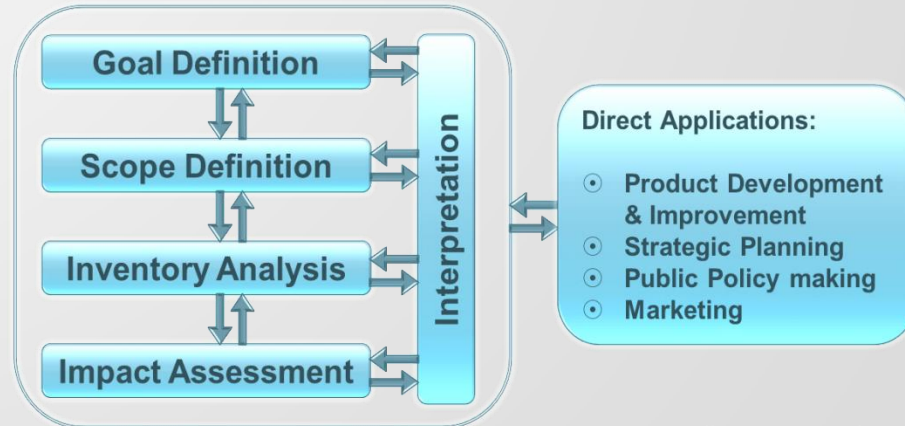 Goal Definition
Scope Definition
Inventory Analysis
Impact Assessment
Interpretation
Direct Applications:
Product Development
& Improvement
Strategic Planning
Public Policy making
Marketing